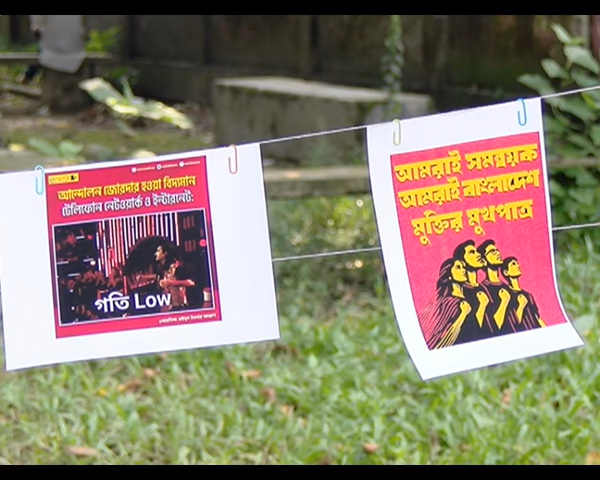 আন্দোলন জোরদার হওয়া বিদ্যমান
টেলিফোন নেটওয়ার্ক ও ইন্টারনেট:
গতি Low
আমরাই সমন্বয়ক
আমরাই বাংলাদেশ
মুক্তির মুখপাত্র